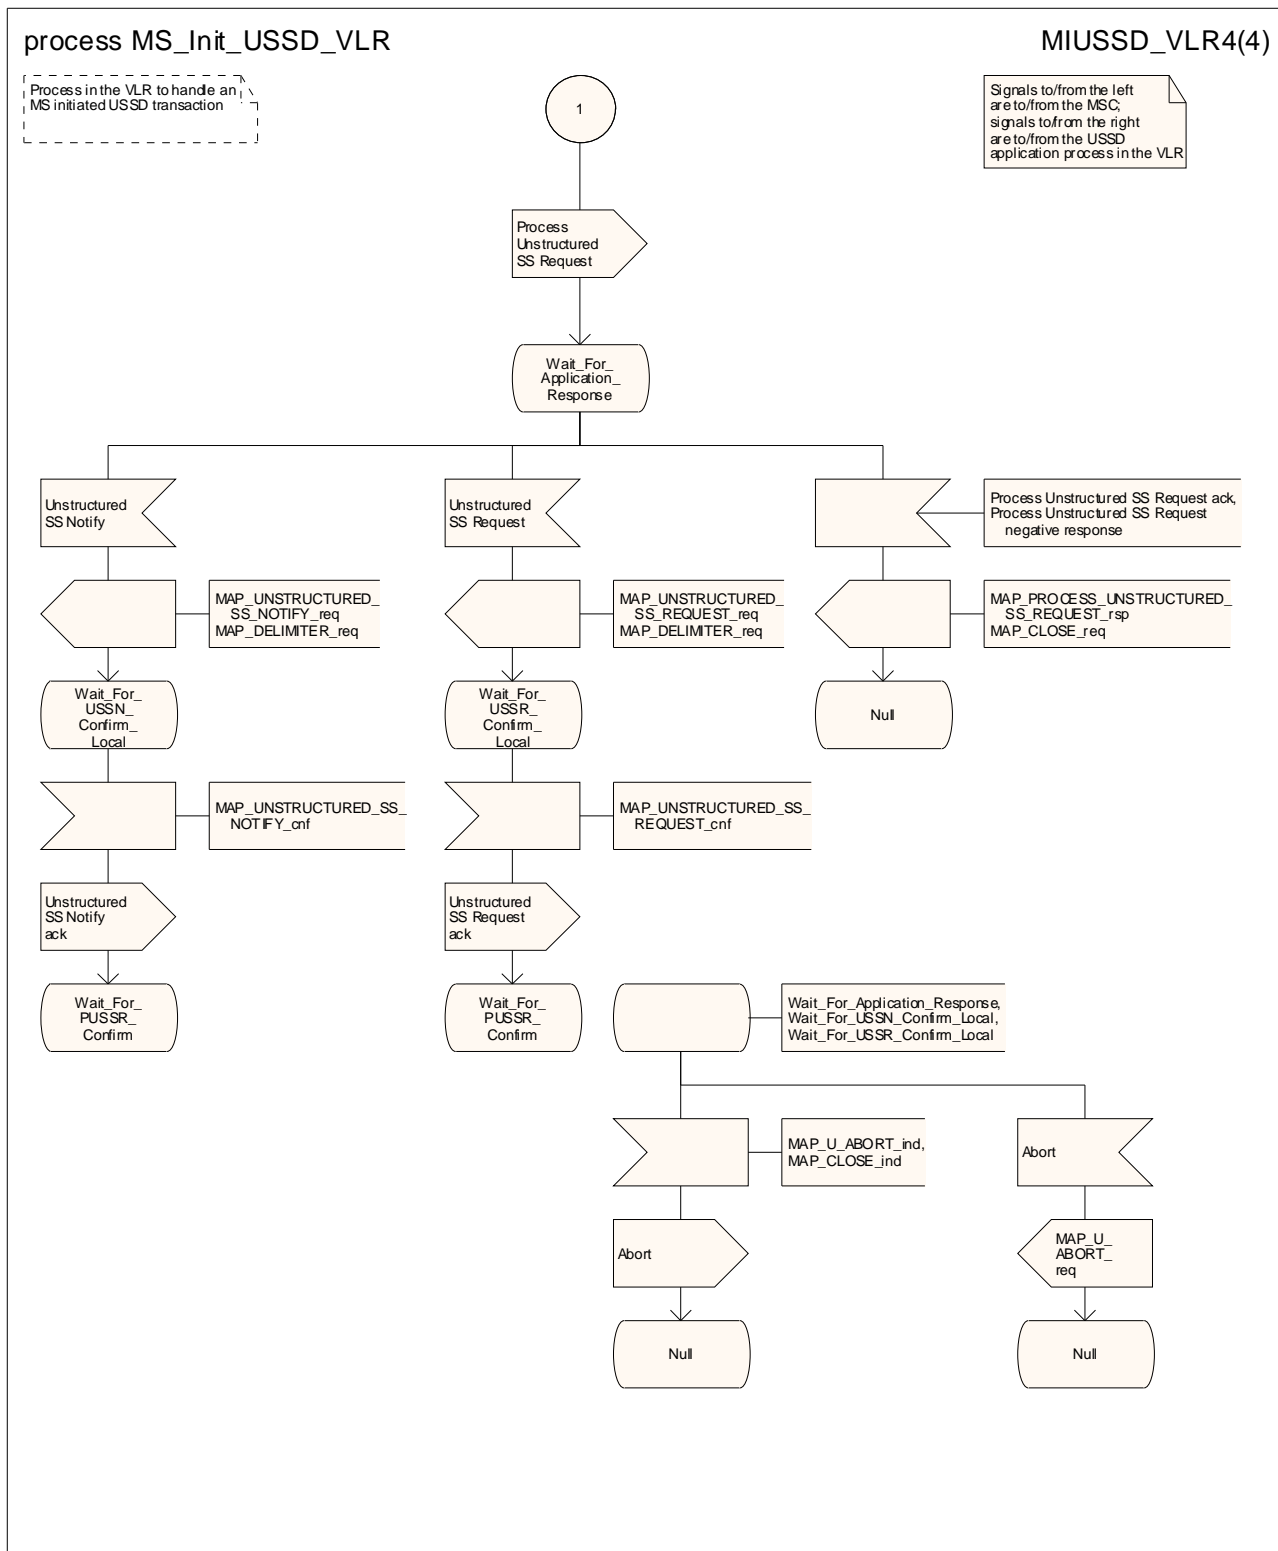 process MS_Init_USSD_VLR
MIUSSD_VLR4(4)
Process in the VLR to handle an
MS initiated USSD transaction
1
Signals to/from the left
are to/from the MSC;
signals to/from the right
are to/from the USSD
application process in the VLR
Process
Unstructured
SS Request
Wait_For_
Application_
Response
Unstructured
SS Notify
Unstructured
SS Request
Process Unstructured SS Request ack,
Process Unstructured SS Request
negative response
MAP_UNSTRUCTURED_
SS_NOTIFY_req
MAP_DELIMITER_req
MAP_UNSTRUCTURED_
SS_REQUEST_req
MAP_DELIMITER_req
MAP_PROCESS_UNSTRUCTURED_
SS_REQUEST_rsp
MAP_CLOSE_req
Wait_For_
USSN_
Confirm_
Local
Wait_For_
USSR_
Confirm_
Local
Null
MAP_UNSTRUCTURED_SS_
NOTIFY_cnf
MAP_UNSTRUCTURED_SS_
REQUEST_cnf
Unstructured
SS Notify
ack
Unstructured
SS Request
ack
Wait_For_
PUSSR_
Confirm
Wait_For_
PUSSR_
Confirm
Wait_For_Application_Response,
Wait_For_USSN_Confirm_Local,
Wait_For_USSR_Confirm_Local
MAP_U_ABORT_ind,
MAP_CLOSE_ind
Abort
Abort
MAP_U_
ABORT_
req
Null
Null